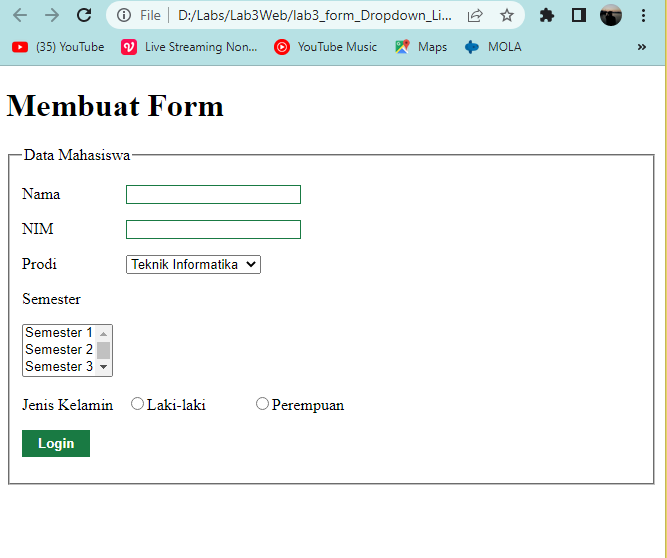 File D:/Labs/Lab3Web/lab3_form_Dropdown_Li...
(35) YouTube Live Streaming Non... YouTube Music Maps MOLA »
Membuat Form
Data Mahasiswa
Nama
NIM
Prodi Teknik Informatika
Semester
Semester 1
Semester 2
Semester 3
Jenis Kelamin Laki-laki Perempuan
Login